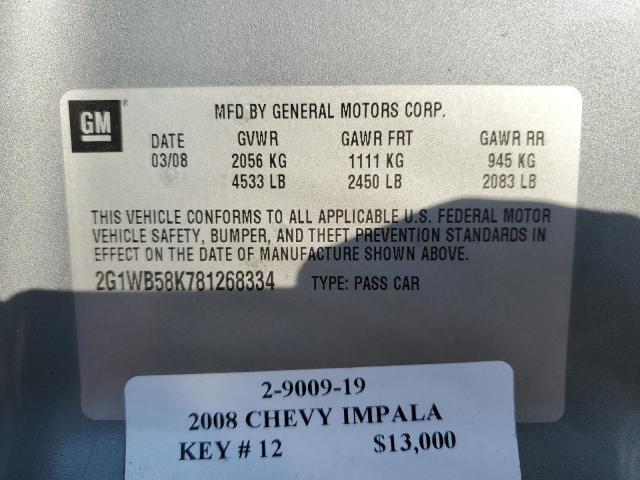 GM ®
MFD BY GENERAL MOTORS CORP.
DATE GVWR GAWR FRT GAWR RR
03/08 2056 KG 1111 KG 945 KG
4533 LB 2450 LB 2083 LB
THIS VEHICLE CONFORMS TO ALL APPLICABLE U.S. FEDERAL MOTOR
VEHICLE SAFETY, BUMPER, AND THEFT PREVENTION STANDARDS IN
EFFECT ON THE DATE OF MANUFACTURE SHOWN ABOVE.
2G1WB58K781268334 TYPE: PASS CAR
2-9009-19
2008 CHEVY IMPALA
KEY # 12 $13,000